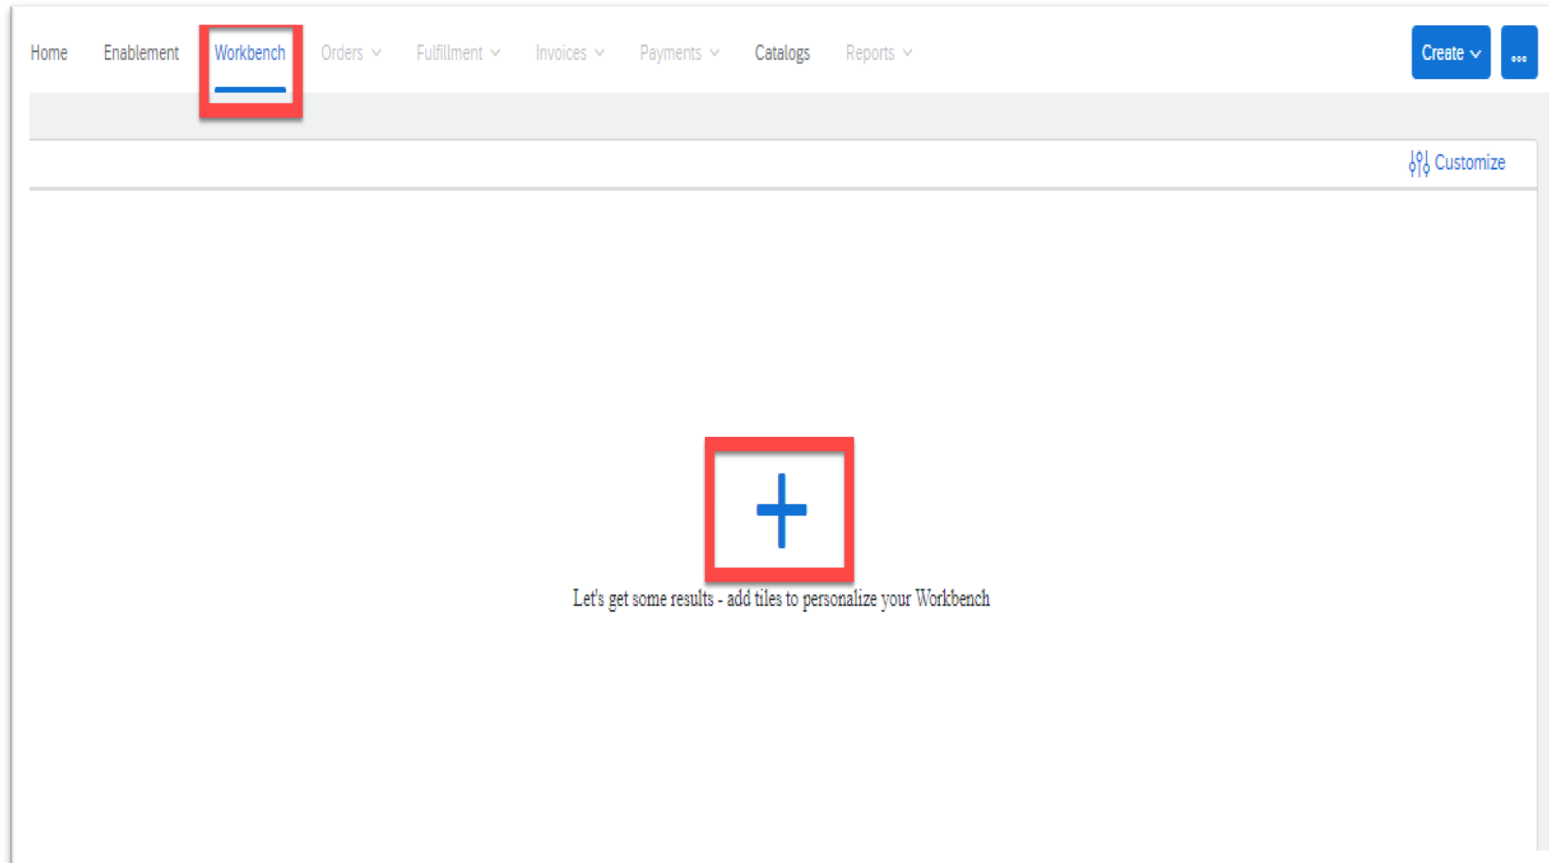 Home Enablement Workbench Orders Fulfillment Invoices Payments Catalogs Reports Create
Customize
Let's get some results - add tiles to personalize your Workbench